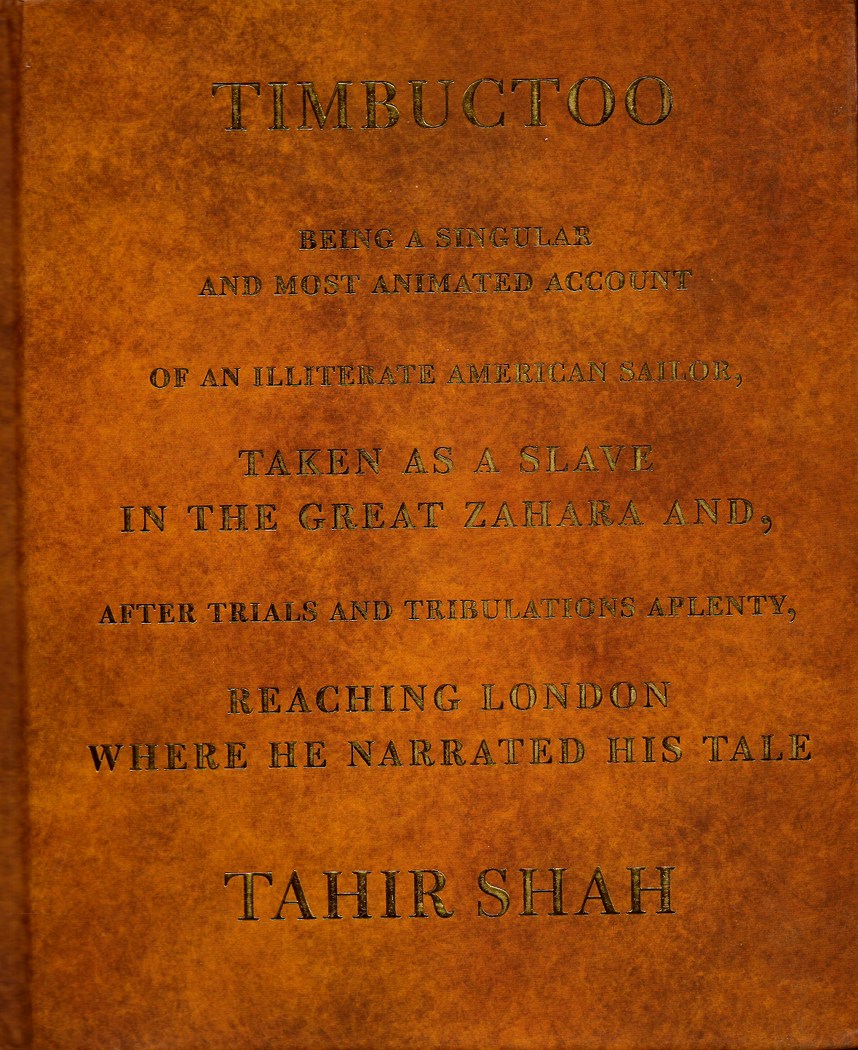 TIMBUCTOO
BEING A SINGULAR
AND MOST ANIMATED ACCOUNT
OF AN ILLITERATE AMERICAN SAILOR,
TAKEN AS A SLAVE
IN THE GREAT ZAHARA AND,
AFTER TRIALS AND TRIBULATIONS APLENTY,
REACHING LONDON
WHERE HE NARRATED HIS TALE
TAHIR SHAH